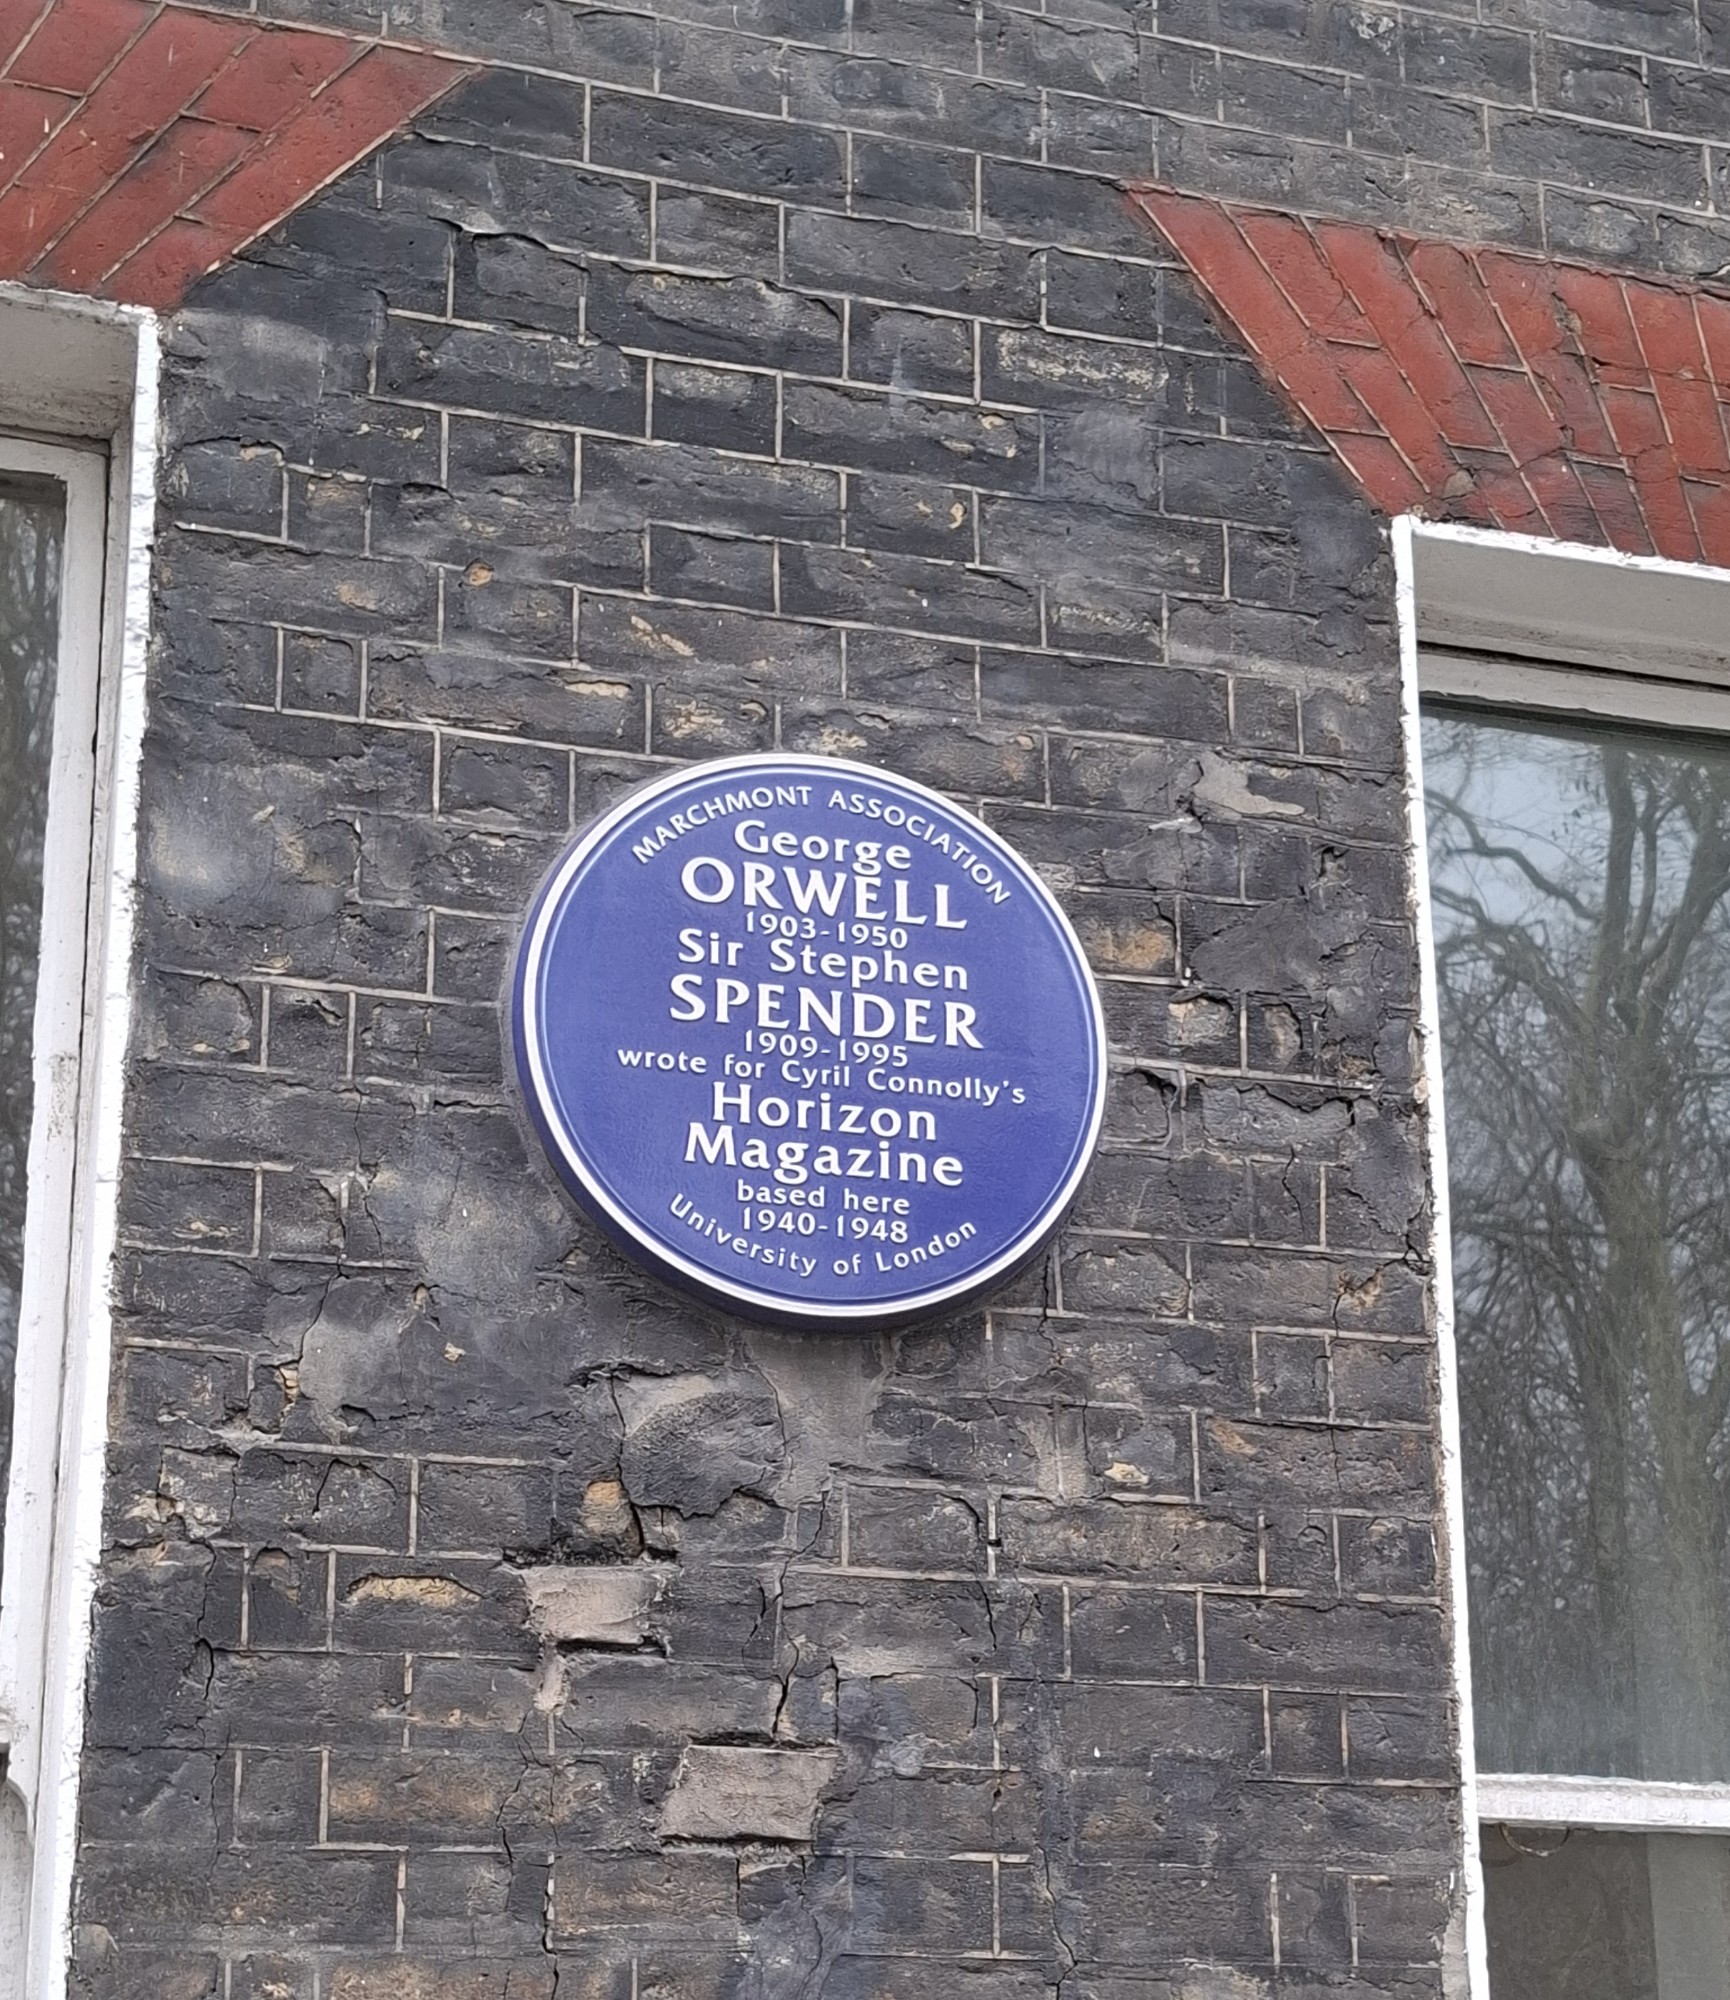 MARCHMONT ASSOCIATION
George
ORWELL
1903-1950
Sir Stephen
SPENDER
1909-1995
wrote for Cyril Connolly's
Horizon
Magazine
based here
1940-1948
University of London